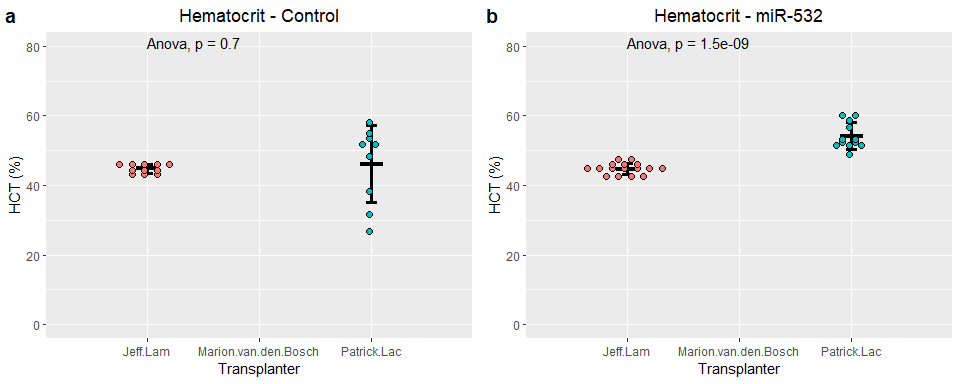 a
Hematocrit - Control
Anova, p = 0.7
HCT (%)
80
60
40
20
0
Jeff.Lam
Marion.van.den.Bosch
Patrick.Lac
Transplanter
b
Hematocrit - miR-532
Anova, p = 1.5e-09
HCT (%)
80
60
40
20
0
Jeff.Lam
Marion.van.den.Bosch
Patrick.Lac
Transplanter